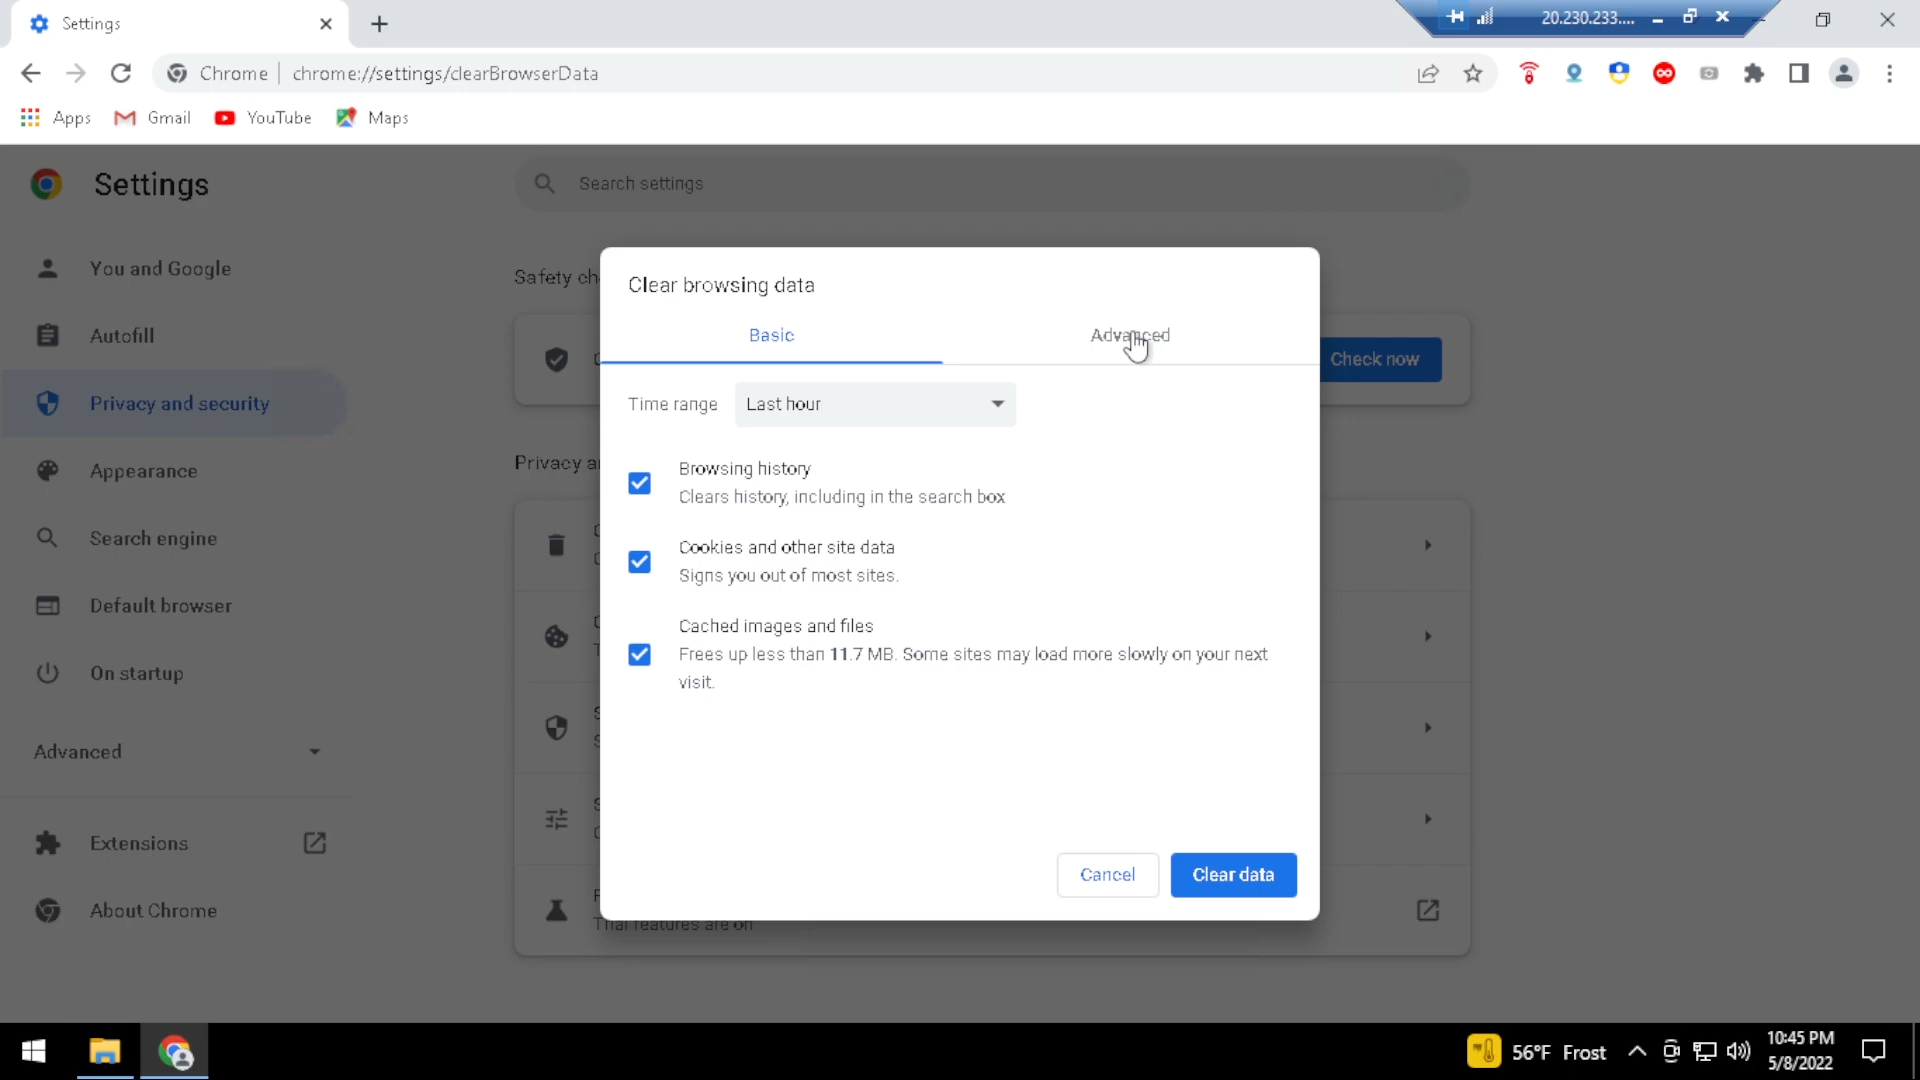 Settings
20.230.233....
Chrome
chrome://settings/clearBrowserData
Apps
Gmail
YouTube
Maps
Settings
Search settings
You and Google
Autofill
Privacy and security
Appearance
Search engine
Default browser
On startup
Advanced
Extensions
About Chrome
Safety ch
Check now
Privacy a
Clear browsing data
Basic
Advanced
Time range
Last hour
Browsing history
Clears history, including in the search box
Cookies and other site data
Signs you out of most sites.
Cached images and files
Frees up less than 11.7 MB. Some sites may load more slowly on your next
visit.
Cancel
Clear data
Trial features are on
56°F Frost
10:45 PM
5/8/2022